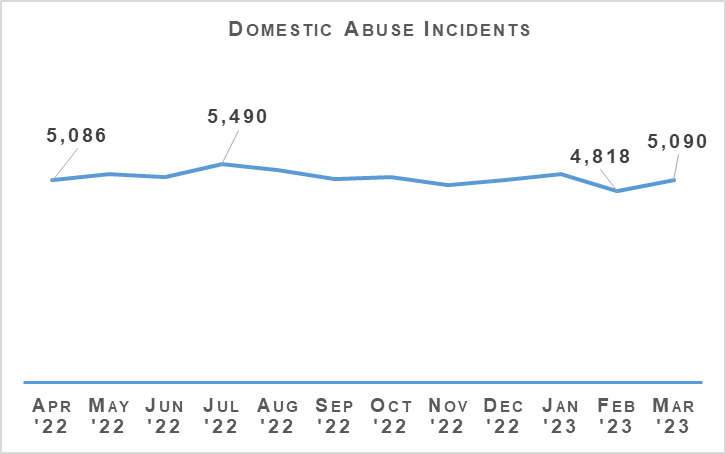 DOMESTIC ABUSE INCIDENTS
5,086
5,490
4,818
5,090
APR '22
MAY '22
JUN '22
JUL '22
AUG '22
SEP '22
OCT '22
NOV '22
DEC '22
JAN '23
FEB '23
MAR '23